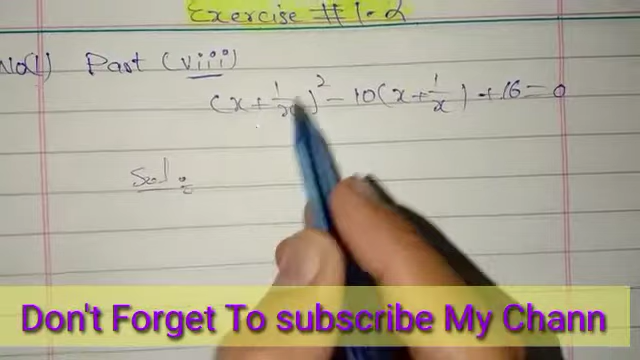 Exercise # 1.2
No(1) Part (viii)
(x + 1/x)² - 10(x + 1/x) + 16 = 0
Sol:
Don't Forget To subscribe My Chann